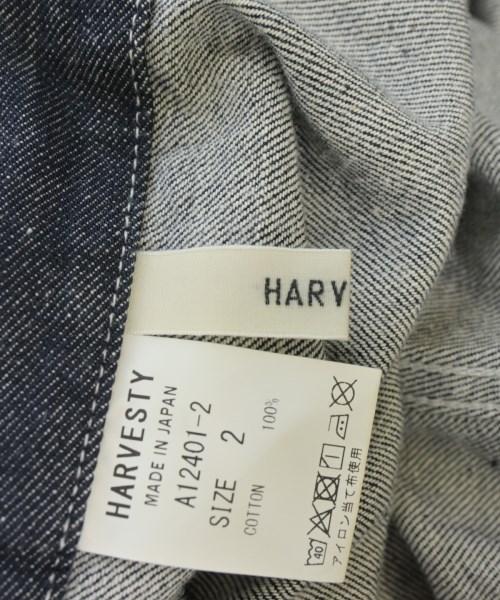 HARV
HARVESTY
MADE IN JAPAN
A12401-2
SIZE 2
COTTON 100%
40
アイロン当て布使用